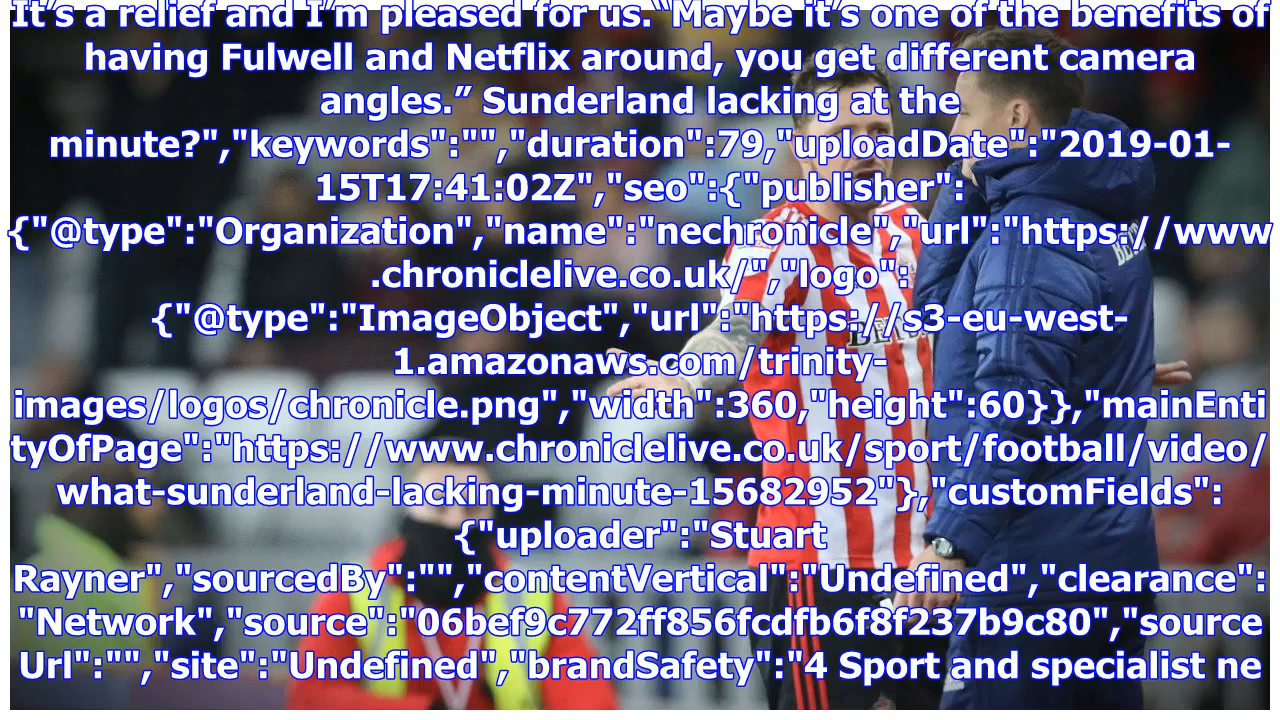 It’s a relief and I’m pleased for us.“Maybe it’s one of the benefits of
having Fulwell and Netflix around, you get different camera
angles.” Sunderland lacking at the
minute?","keywords":"","duration":79,"uploadDate":"2019-01-
15T17:41:02Z","seo":{"publisher":
{"@type":"Organization","name":"nechronicle","url":"https://www
.chroniclelive.co.uk/","logo":
{"@type":"ImageObject","url":"https://s3-eu-west-
1.amazonaws.com/trinity-
images/logos/chronicle.png","width":360,"height":60}},"mainEnti
tyOfPage":"https://www.chroniclelive.co.uk/sport/football/video/
what-sunderland-lacking-minute-15682952"},"customFields":
{"uploader":"Stuart
Rayner","sourcedBy":"","contentVertical":"Undefined","clearance":
"Network","source":"06bef9c772ff856fcdfb6f8f237b9c80","source
Url":"","site":"Undefined","brandSafety":"4 Sport and specialist ne